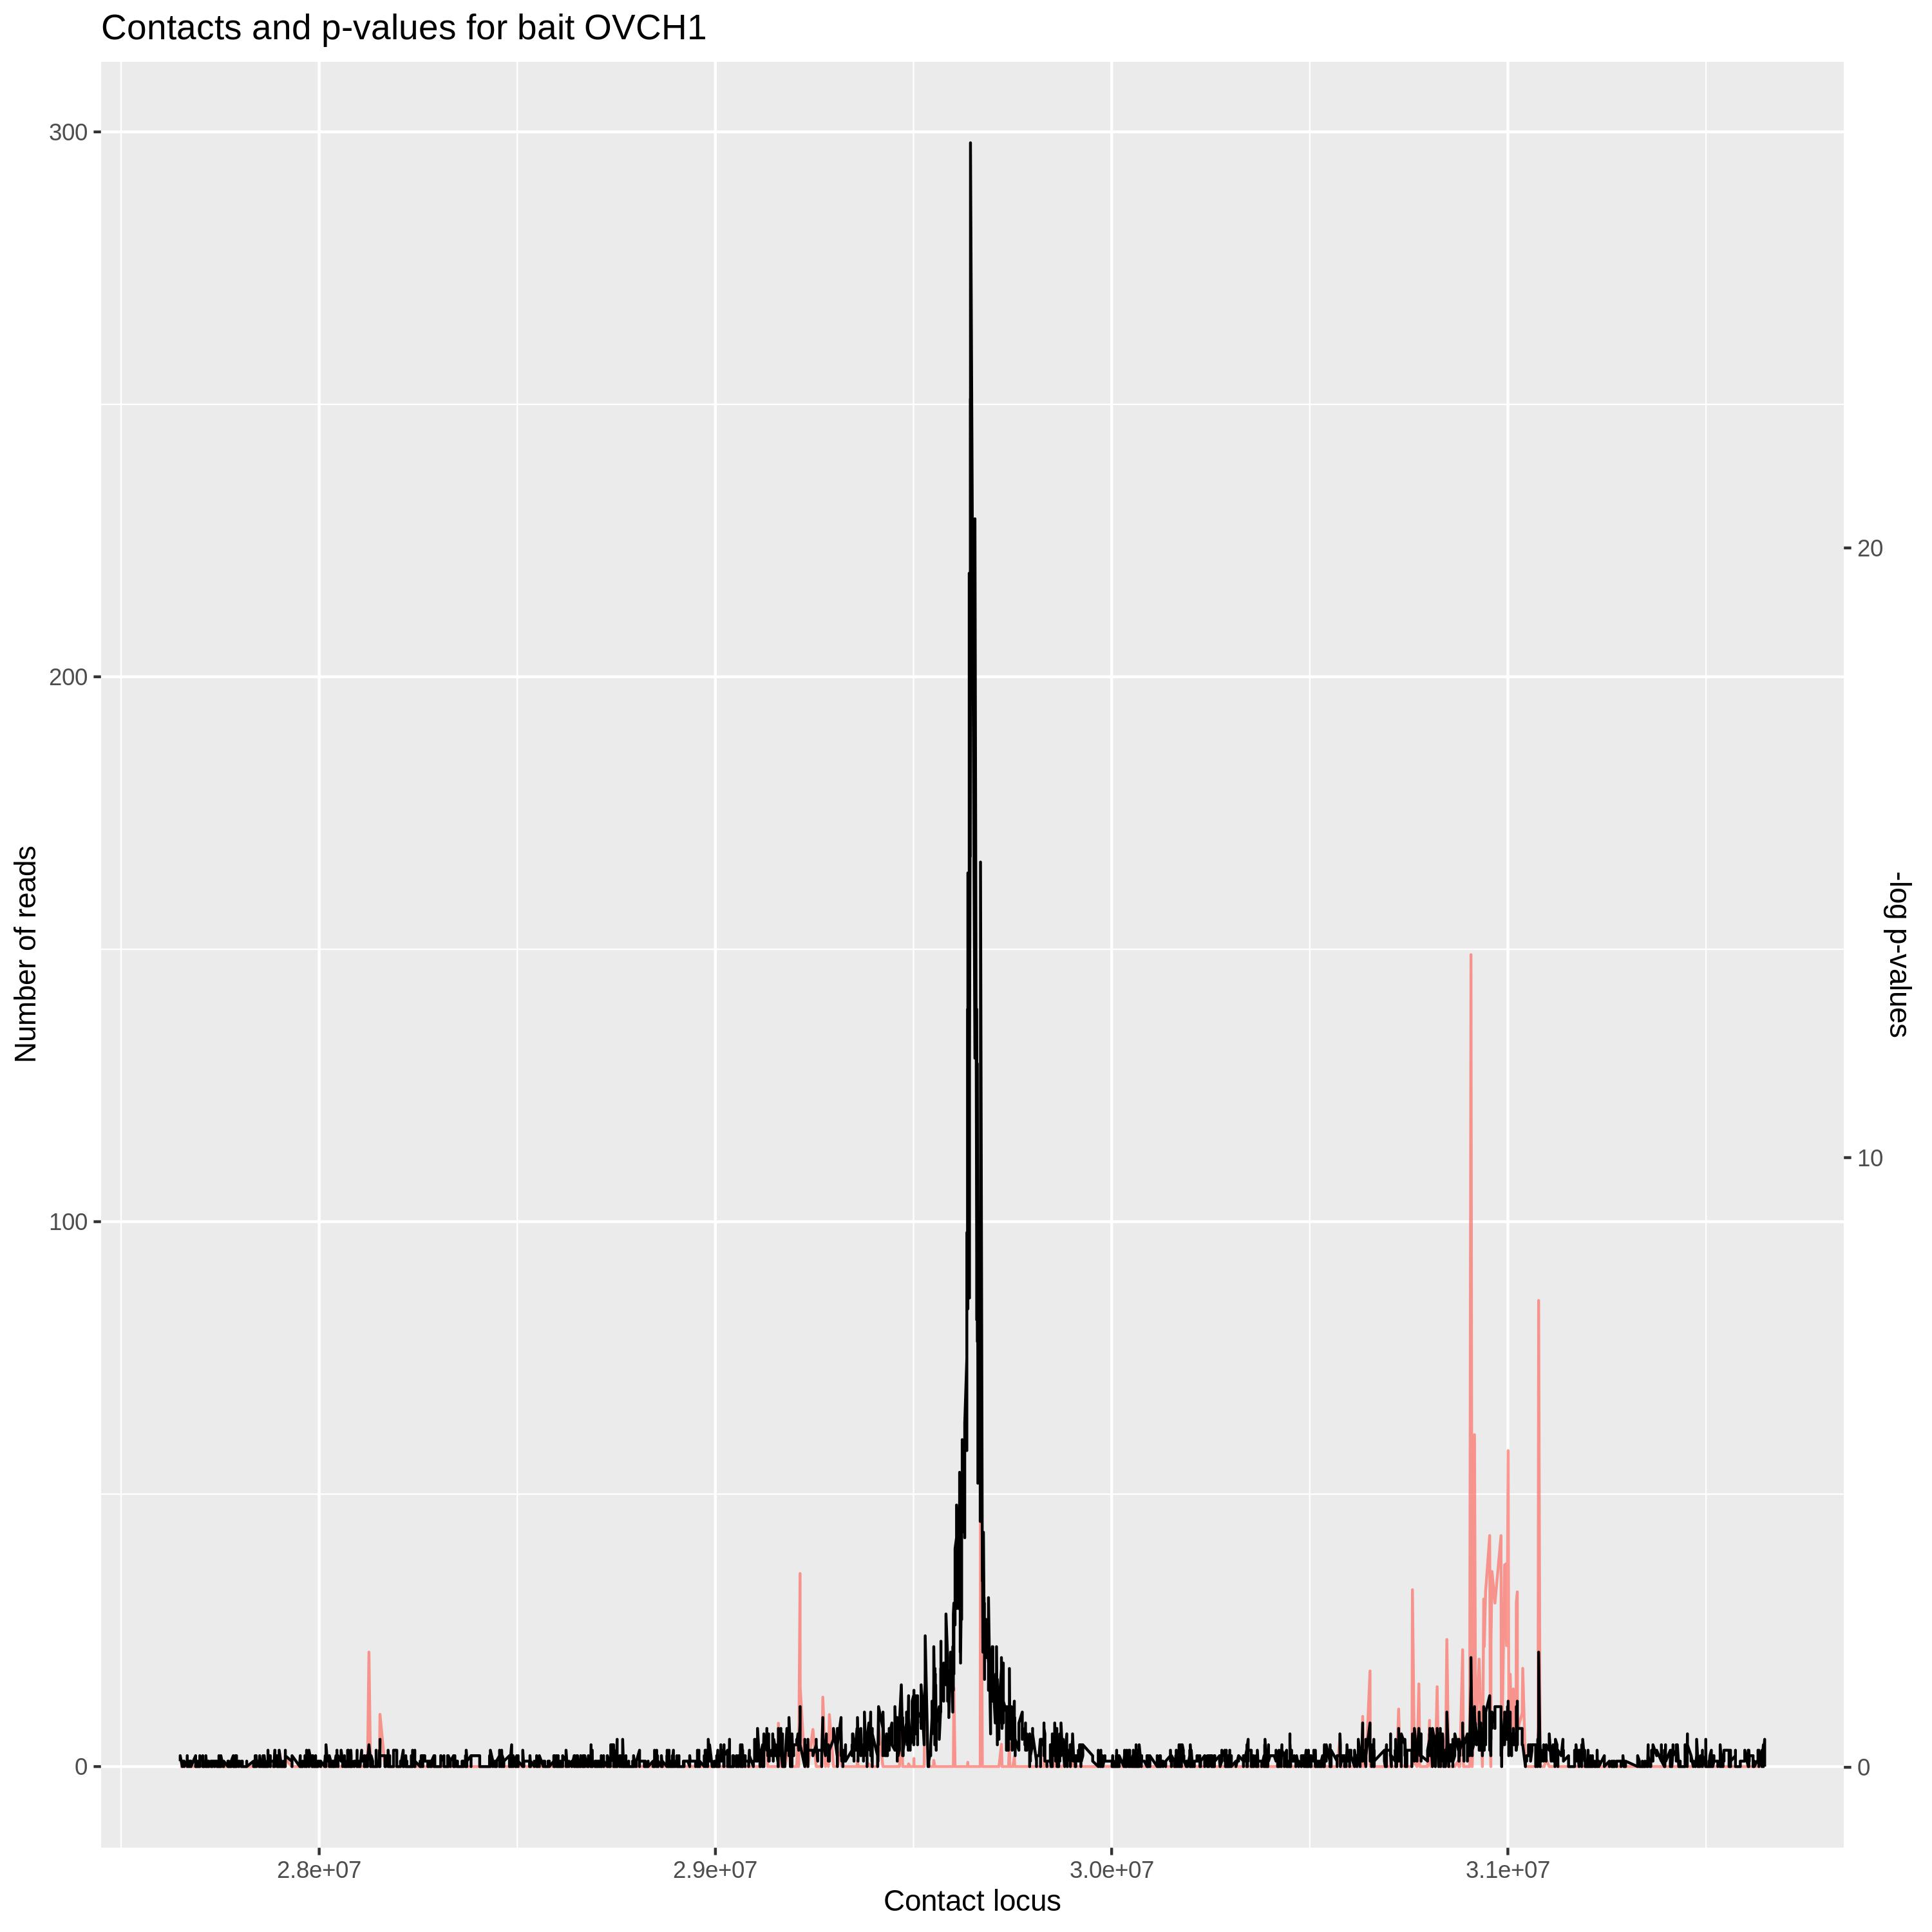 Contacts and p-values for bait OVCH1
300
200
100
0
Number of reads
20
10
0
-log p-values
2.8e+07
2.9e+07
3.0e+07
3.1e+07
Contact locus